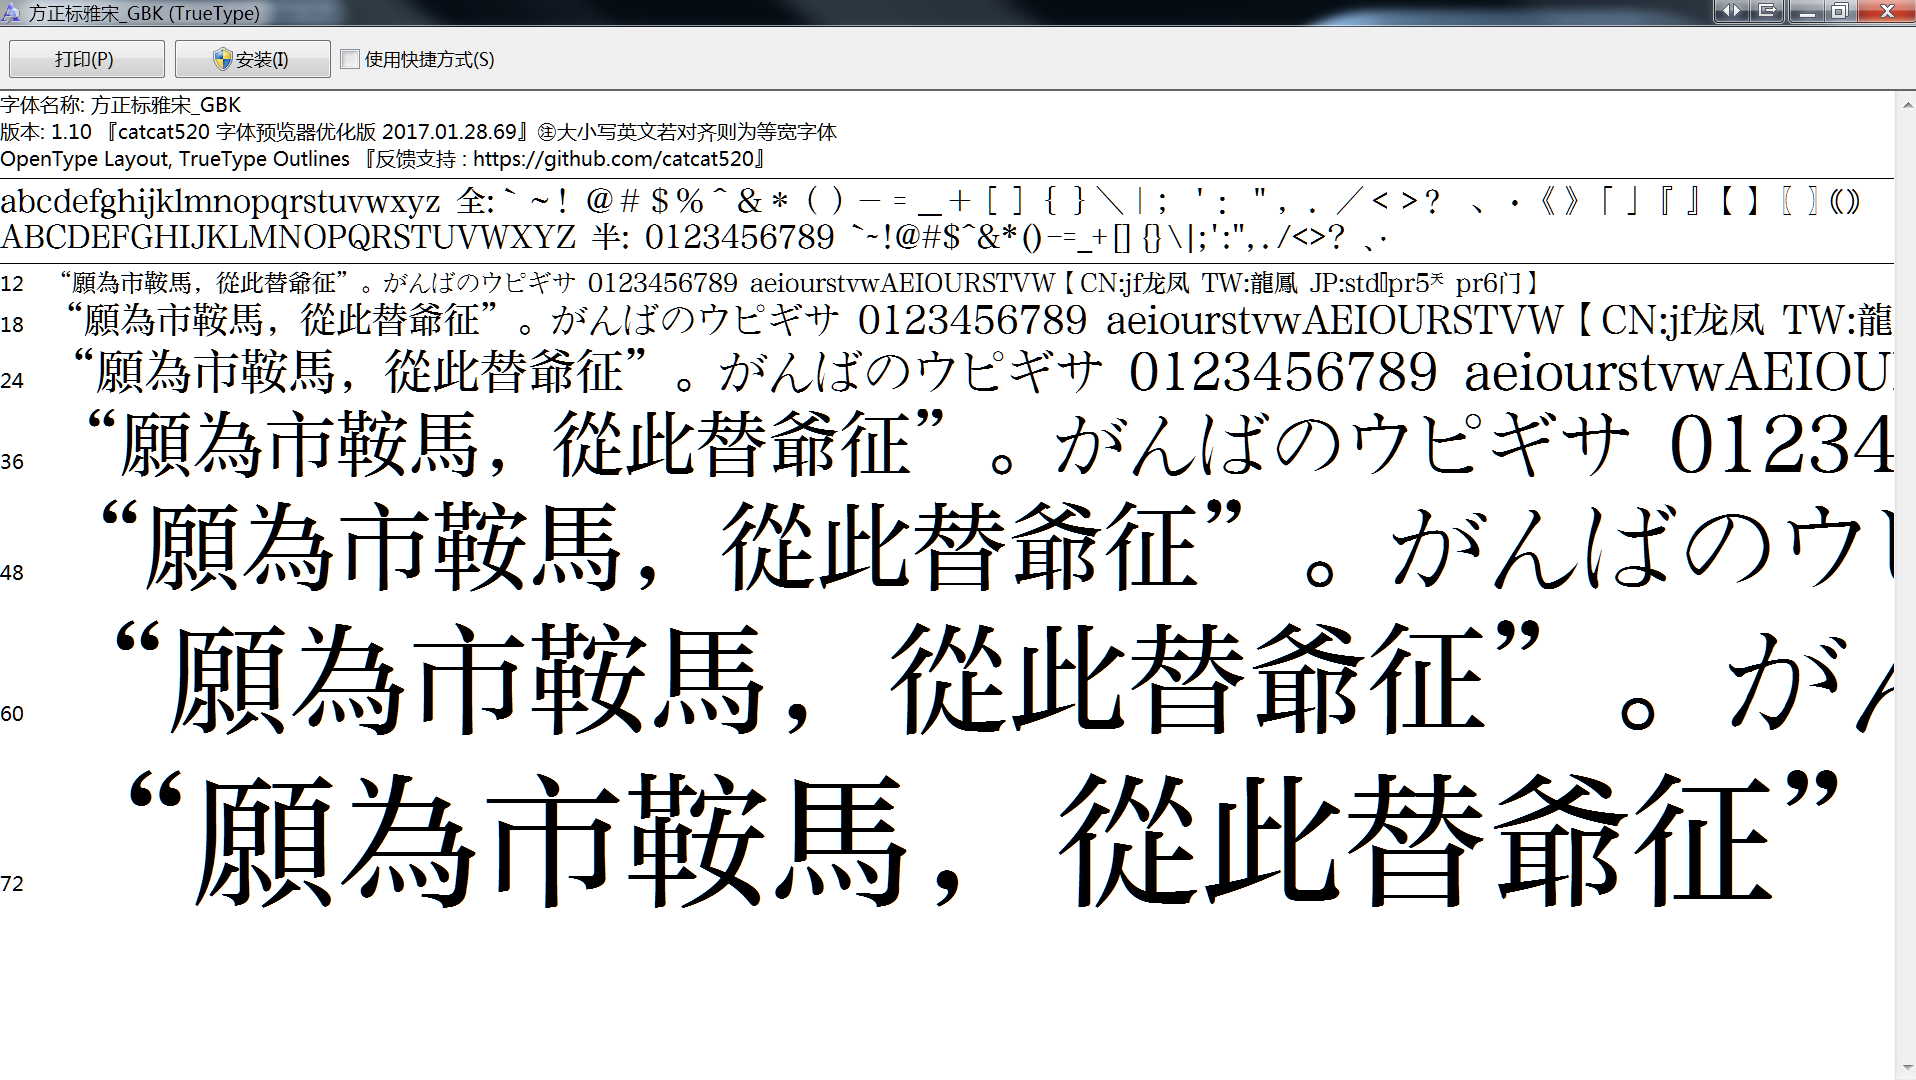 方正标雅宋_GBK (TrueType)
打印(P) 安装(I) 使用快捷方式(S)
字体名称: 方正标雅宋_GBK
版本: 1.10 『catcat520 字体预览器优化版 2017.01.28.69』㊟大小写英文若对齐则为等宽字体
OpenType Layout, TrueType Outlines 『反馈支持 : https://github.com/catcat520』
abcdefghijklmnopqrstuvwxyz 全:｀～！＠＃＄％＾＆＊（）－＝＿＋［］｛｝＼｜；＇：＂，．／＜＞？、·《》「」『』【】〖〗⸨⸩
ABCDEFGHIJKLMNOPQRSTUVWXYZ 半: 0123456789 `~!@#$^&*()-=_+[]{}\|;':",./<>? ､·
12 “願為市鞍馬，從此替爺征”。がんばのウピギサ 0123456789 aeiourstvwAEIOURSTVW【CN:jf龙凤 TW:龍鳳 JP:std pr5 pr6门】
18 “願為市鞍馬，從此替爺征”。がんばのウピギサ 0123456789 aeiourstvwAEIOURSTVW【CN:jf龙凤 TW:龍
24 “願為市鞍馬，從此替爺征”。がんばのウピギサ 0123456789 aeiourstvwAEIOU
36 “願為市鞍馬，從此替爺征”。がんばのウピギサ 01234
48 “願為市鞍馬，從此替爺征”。がんばのウ
60 “願為市鞍馬，從此替爺征”。がん
72 “願為市鞍馬，從此替爺征”